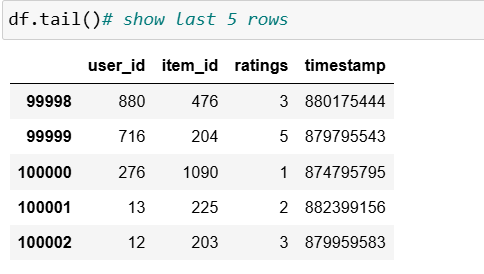 df.tail()# show last 5 rows
user_id item_id ratings timestamp
99998 880 476 3 880175444
99999 716 204 5 879795543
100000 276 1090 1 874795795
100001 13 225 2 882399156
100002 12 203 3 879959583